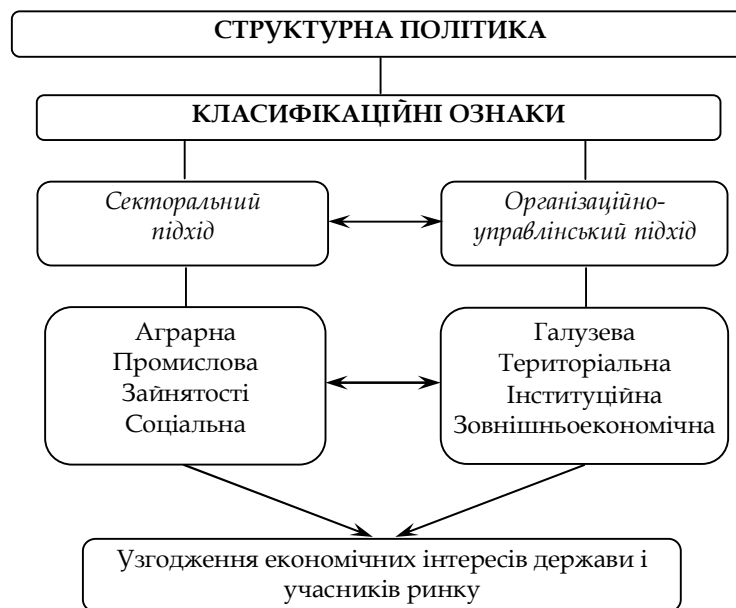 СТРУКТУРНА ПОЛІТИКА
КЛАСИФІКАЦІЙНІ ОЗНАКИ
Секторальний
підхід
Організаційно-
управлінський підхід
Аграрна
Промислова
Зайнятості
Соціальна
Галузева
Територіальна
Інституційна
Зовнішньоекономічна
Узгодження економічних інтересів держави і
учасників ринку